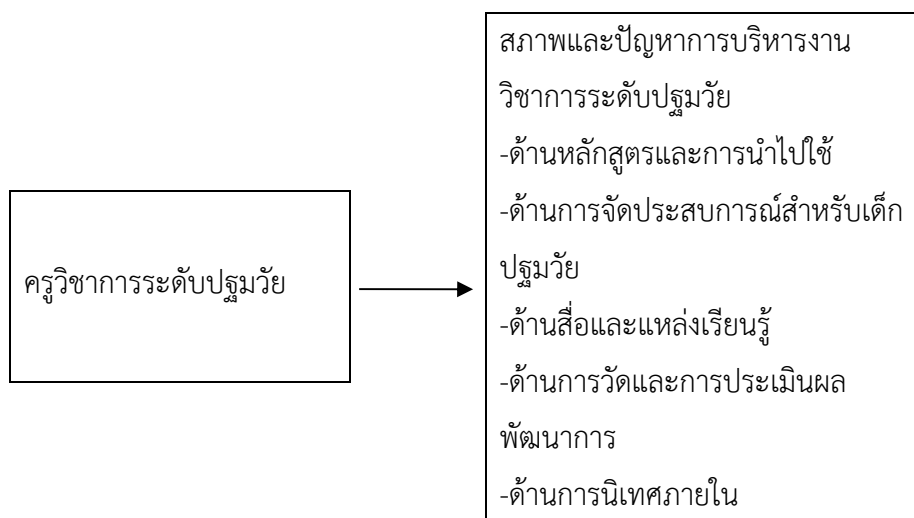 ครูวิชาการระดับปฐมวัย
สภาพและปัญหาการบริหารงาน
วิชาการระดับปฐมวัย
-ด้านหลักสูตรและการนำไปใช้
-ด้านการจัดประสบการณ์สำหรับเด็ก
ปฐมวัย
-ด้านสื่อและแหล่งเรียนรู้
-ด้านการวัดและการประเมินผล
พัฒนาการ
-ด้านการนิเทศภายใน